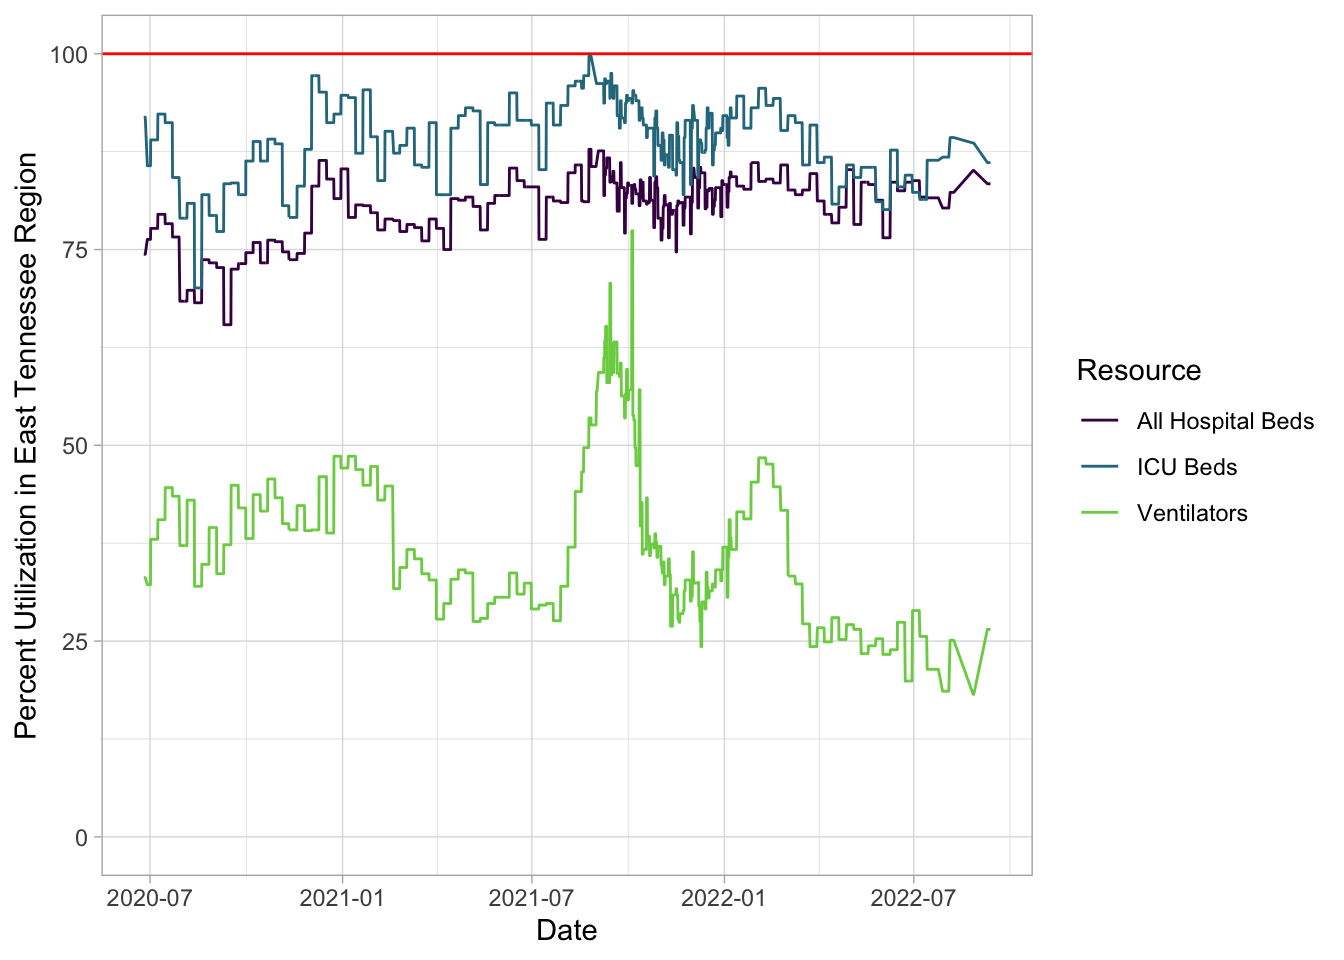 Percent Utilization in East Tennessee Region
100
75
50
25
0
2020-07
2021-01
2021-07
2022-01
2022-07
Date
Resource
All Hospital Beds
ICU Beds
Ventilators